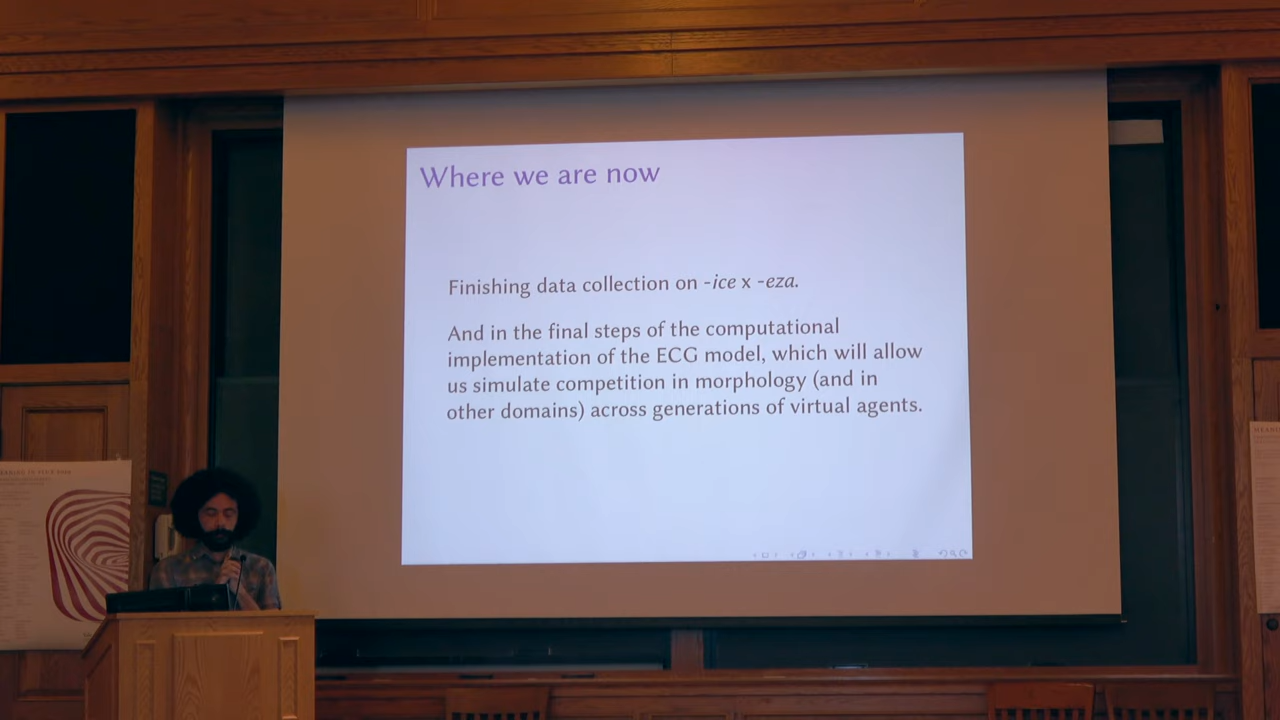 Where we are now
Finishing data collection on -ice x -eza.
And in the final steps of the computational
implementation of the ECG model, which will allow
us simulate competition in morphology (and in
other domains) across generations of virtual agents.